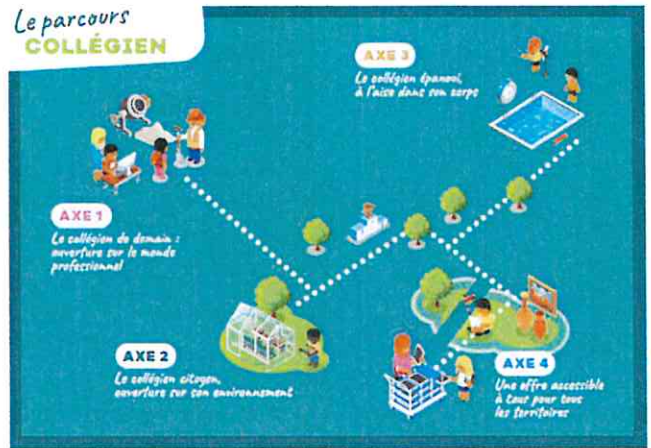 Le parcours
COLLÉGIEN
AXE 3
Le collégien épanoui,
à l'aise dans son corps
AXE 1
Le collégien de demain :
ouverture sur le monde
professionnel
AXE 2
Le collégien citoyen,
ouverture sur son environnement
AXE 4
Une offre accessible
à tous pour tous
les territoires